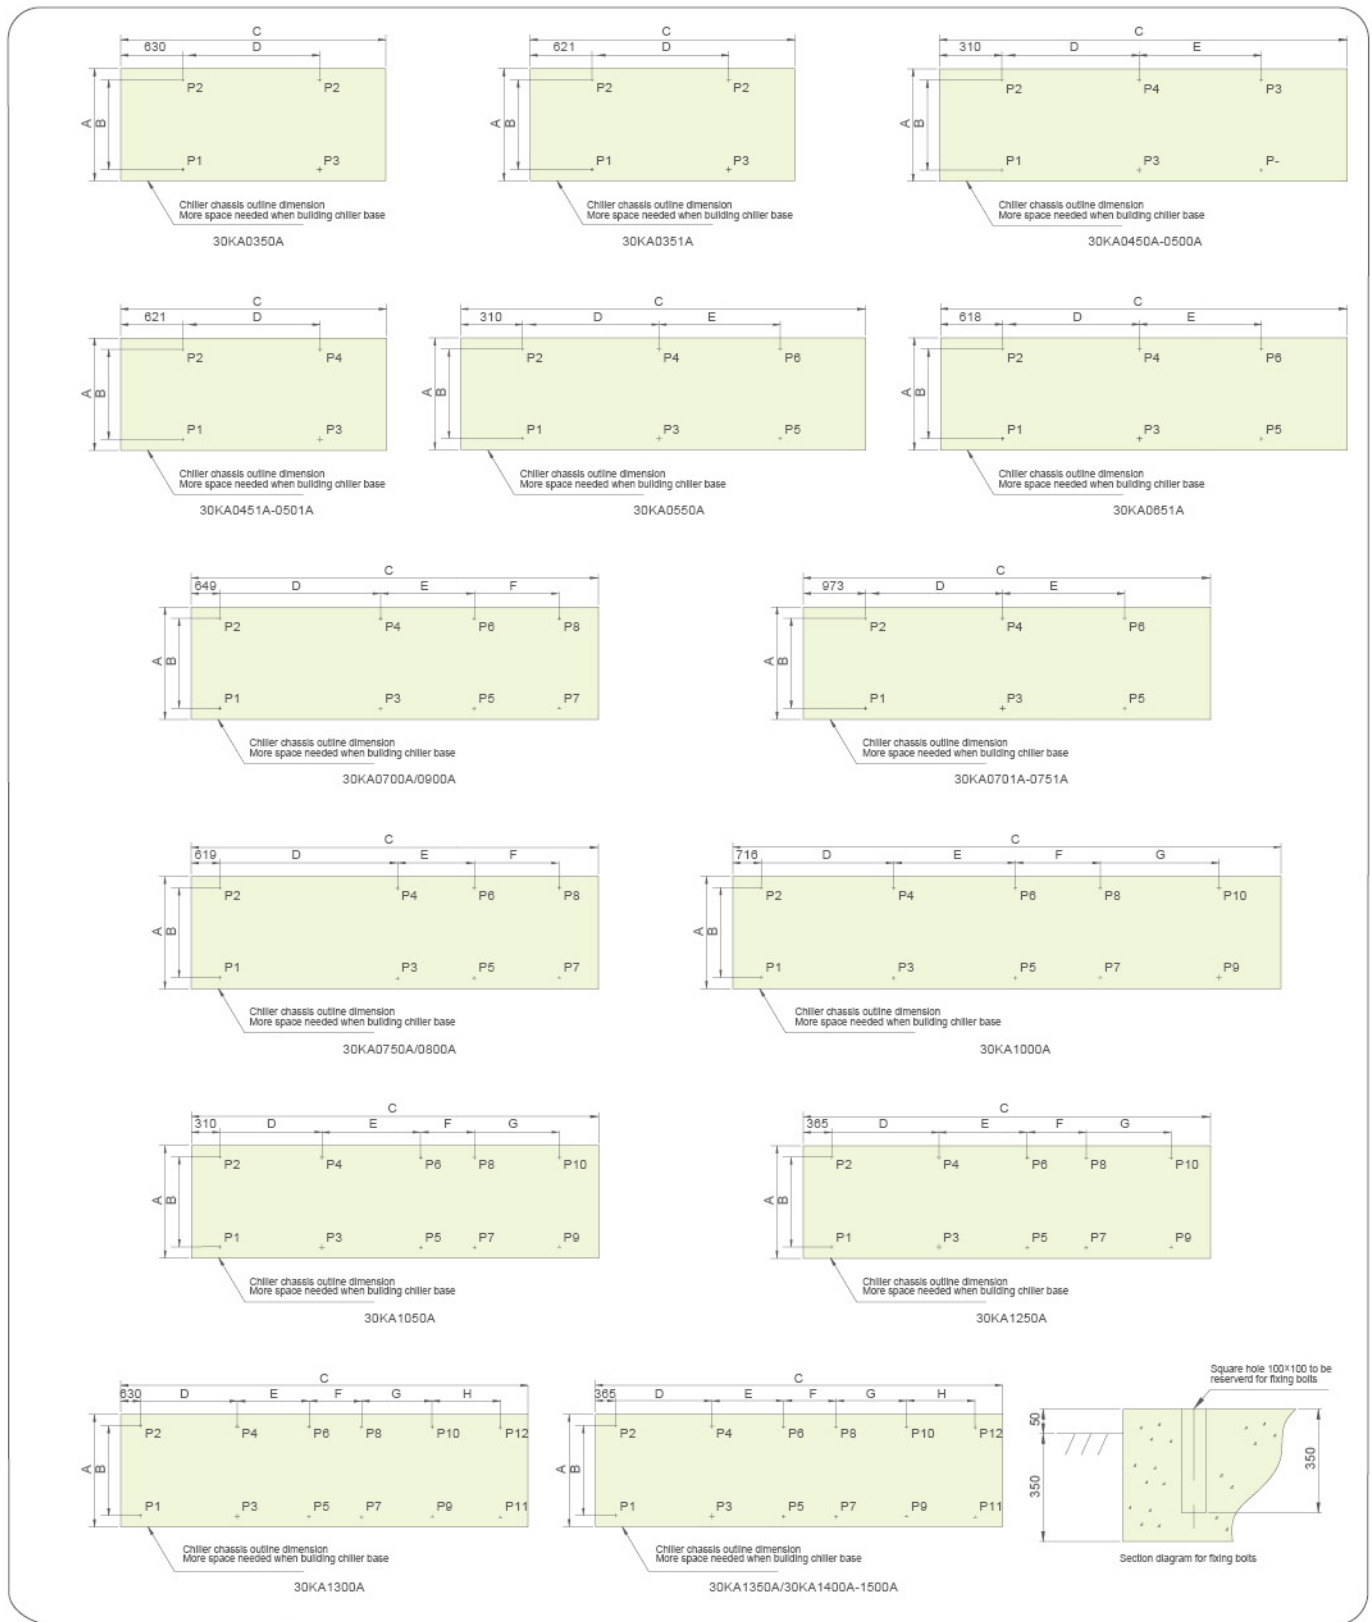 C
630
D
A
B
P2
P2
P1
P3
Chiller chassis outline dimension
More space needed when building chiller base
30KA0350A
C
621
D
A
B
P2
P2
P1
P3
Chiller chassis outline dimension
More space needed when building chiller base
30KA0351A
C
310
D
E
A
B
P2
P4
P3
P1
P3
P-
Chiller chassis outline dimension
More space needed when building chiller base
30KA0450A-0500A
C
621
D
A
B
P2
P4
P1
P3
Chiller chassis outline dimension
More space needed when building chiller base
30KA0451A-0501A
C
310
D
E
A
B
P2
P4
P6
P1
P3
P5
Chiller chassis outline dimension
More space needed when building chiller base
30KA0550A
C
618
D
E
A
B
P2
P4
P6
P1
P3
P5
Chiller chassis outline dimension
More space needed when building chiller base
30KA0651A
C
649
D
E
F
A
B
P2
P4
P6
P8
P1
P3
P5
P7
Chiller chassis outline dimension
More space needed when building chiller base
30KA0700A/0900A
C
973
D
E
A
B
P2
P4
P6
P1
P3
P5
Chiller chassis outline dimension
More space needed when building chiller base
30KA0701A-0751A
C
619
D
E
F
A
B
P2
P4
P6
P8
P1
P3
P5
P7
Chiller chassis outline dimension
More space needed when building chiller base
30KA0750A/0800A
C
716
D
E
F
G
A
B
P2
P4
P6
P8
P10
P1
P3
P5
P7
P9
Chiller chassis outline dimension
More space needed when building chiller base
30KA1000A
C
310
D
E
F
G
A
B
P2
P4
P6
P8
P10
P1
P3
P5
P7
P9
Chiller chassis outline dimension
More space needed when building chiller base
30KA1050A
C
365
D
E
F
G
A
B
P2
P4
P6
P8
P10
P1
P3
P5
P7
P9
Chiller chassis outline dimension
More space needed when building chiller base
30KA1250A
C
630
D
E
F
G
H
A
B
P2
P4
P6
P8
P10
P12
P1
P3
P5
P7
P9
P11
Chiller chassis outline dimension
More space needed when building chiller base
30KA1300A
C
365
D
E
F
G
H
A
B
P2
P4
P6
P8
P10
P12
P1
P3
P5
P7
P9
P11
Chiller chassis outline dimension
More space needed when building chiller base
30KA1350A/30KA1400A-1500A
Square hole 100×100 to be
reserverd for fixing bolts
50
350
350
Section diagram for fixing bolts